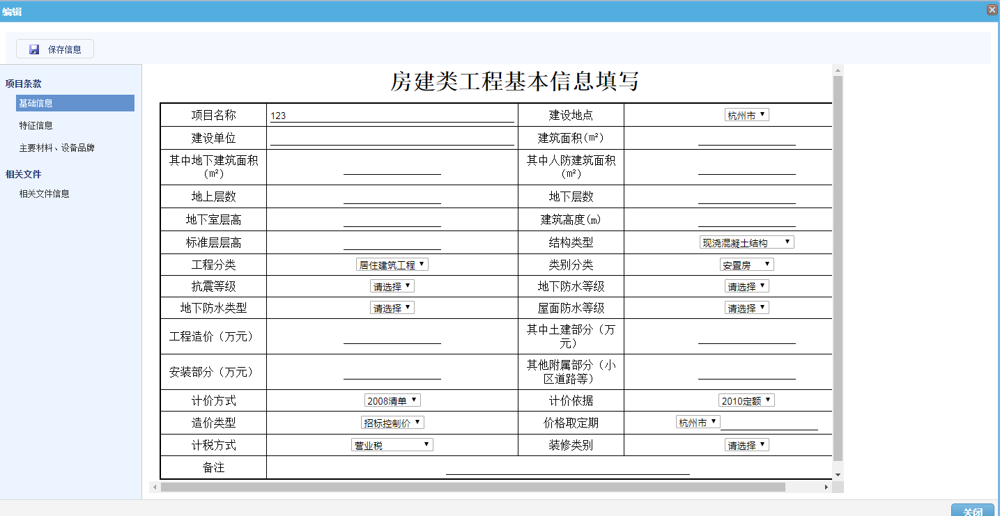 编辑
保存信息
项目条款
基础信息
特征信息
主要材料、设备品牌
相关文件
相关文件信息
房建类工程基本信息填写
项目名称 123 建设地点 杭州市
建设单位 建筑面积(m²)
其中地下建筑面积 其中人防建筑面积
(m²) (m²)
地上层数 地下层数
地下室层高 建筑高度(m)
标准层层高 结构类型 现浇混凝土结构
工程分类 居住建筑工程 类别分类 安置房
抗震等级 请选择 地下防水等级 请选择
地下防水类型 请选择 屋面防水等级 请选择
工程造价（万元） 其中土建部分（万
元）
安装部分（万元） 其他附属部分（小
区道路等）
计价方式 2008清单 计价依据 2010定额
造价类型 招标控制价 价格取定期 杭州市
计税方式 营业税 装修类别 请选择
备注
关闭